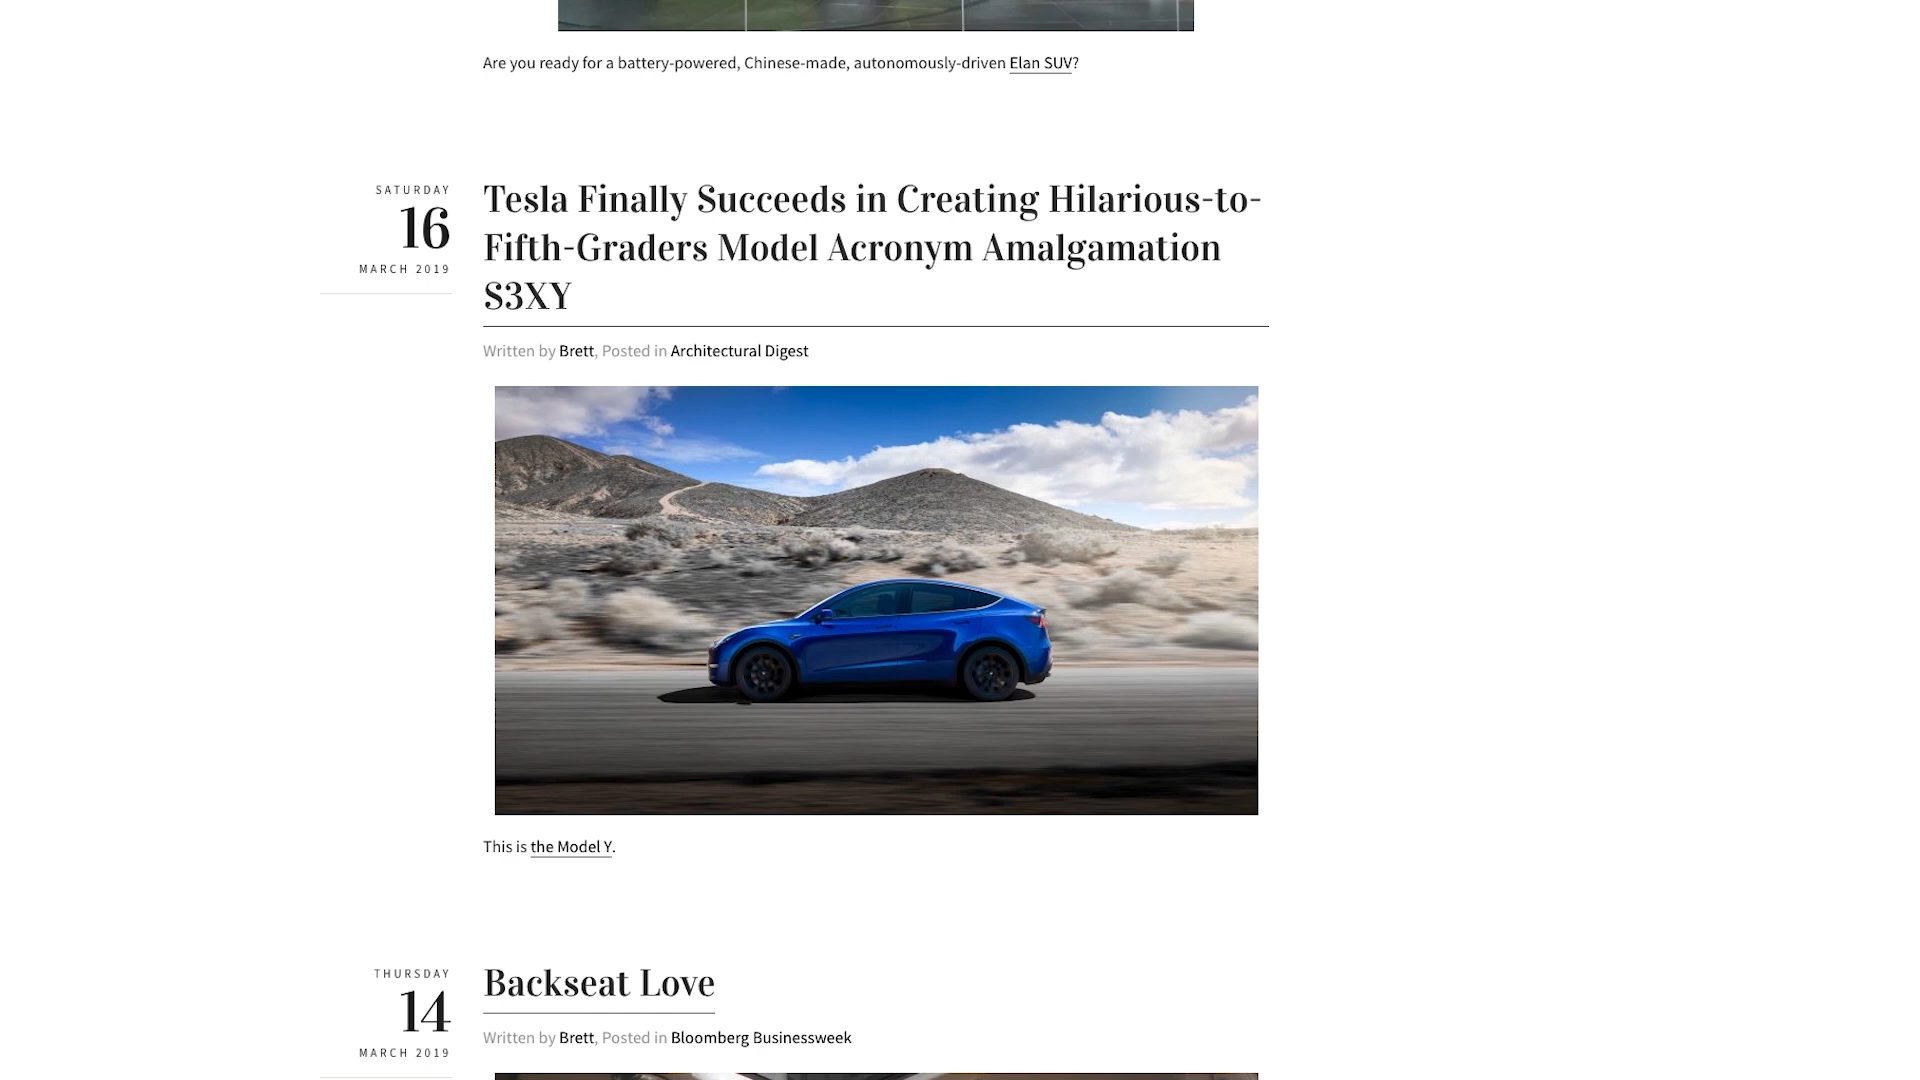 Are you ready for a battery-powered, Chinese-made, autonomously-driven Elan SUV?
SATURDAY
16
MARCH 2019
Tesla Finally Succeeds in Creating Hilarious-to-
Fifth-Graders Model Acronym Amalgamation
S3XY
Written by Brett, Posted in Architectural Digest
This is the Model Y.
THURSDAY
14
MARCH 2019
Backseat Love
Written by Brett, Posted in Bloomberg Businessweek